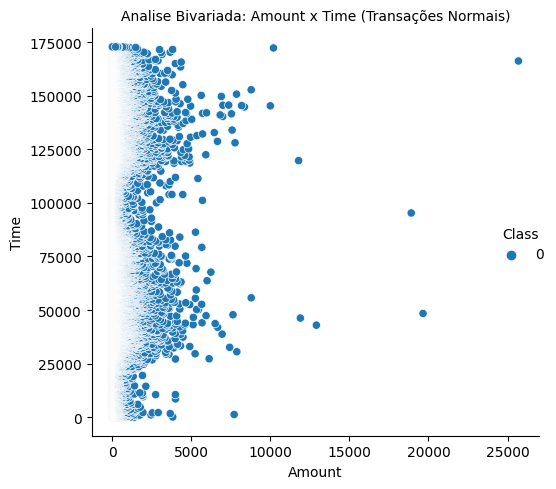 Analise Bivariada: Amount x Time (Transações Normais)
175000
150000
125000
100000
75000
50000
25000
0
Time
0 5000 10000 15000 20000 25000
Amount
Class
0